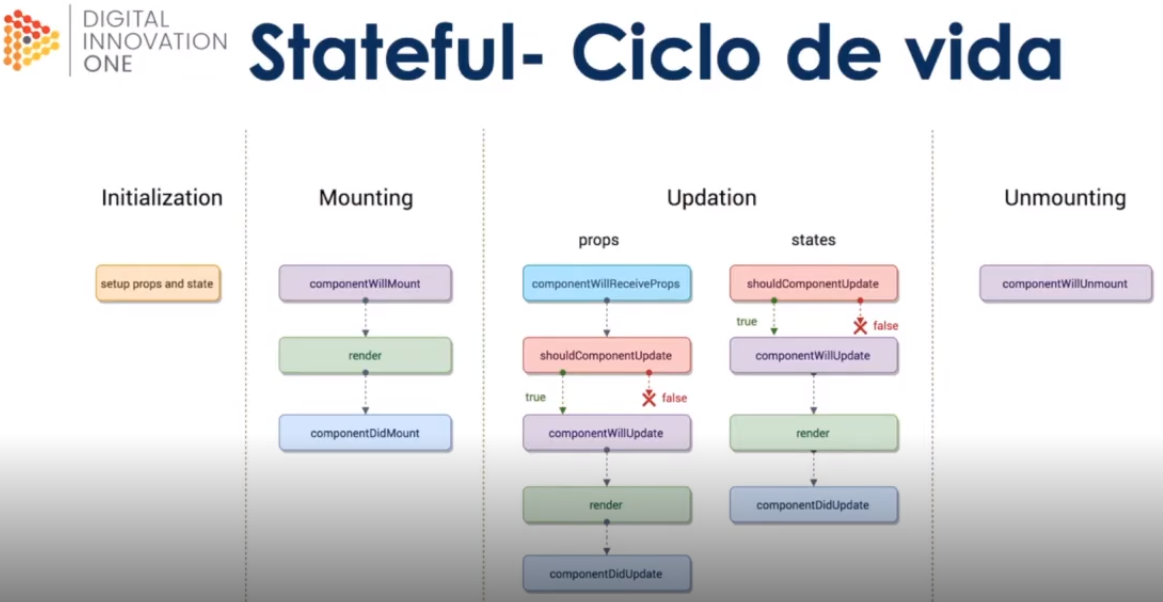 DIGITAL
INNOVATION
ONE
Stateful- Ciclo de vida
Initialization
setup props and state
Mounting
componentWillMount
render
componentDidMount
Updation
props
componentWillReceiveProps
shouldComponentUpdate
true
false
componentWillUpdate
render
componentDidUpdate
states
shouldComponentUpdate
true
false
componentWillUpdate
render
componentDidUpdate
Unmounting
componentWillUnmount